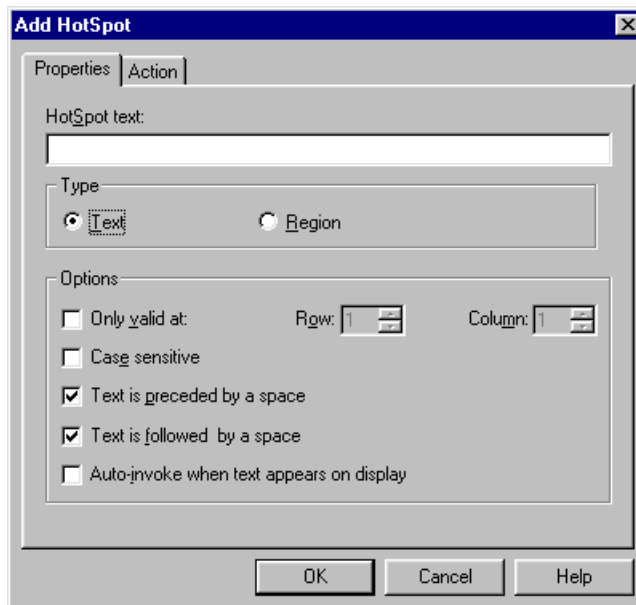 Add HotSpot
Properties Action
HotSpot text:
Type
Text Region
Options
Only valid at: Row: 1 Column: 1
Case sensitive
Text is preceded by a space
Text is followed by a space
Auto-invoke when text appears on display
OK Cancel Help